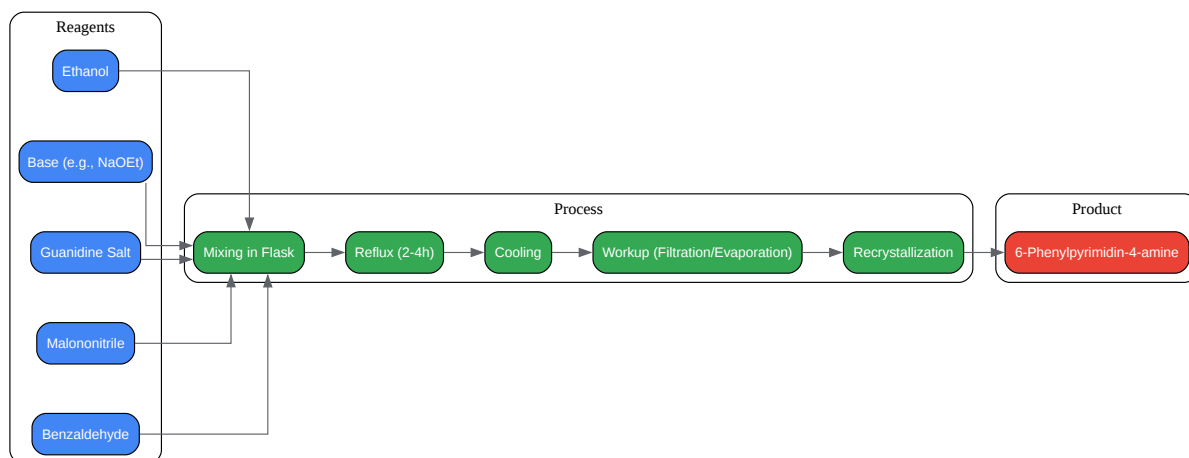 Reagents
Ethanol
Base (e.g., NaOEt)
Guanidine Salt
Malononitrile
Benzaldehyde
Process
Mixing in Flask
Reflux (2-4h)
Cooling
Workup (Filtration/Evaporation)
Recrystallization
Product
6-Phenylpyrimidin-4-amine